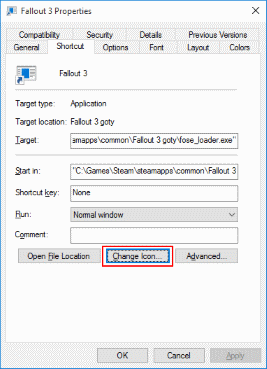 Fallout 3 Properties
Compatibility Security Details Previous Versions
General Shortcut Options Font Layout Colors
Fallout 3
Target type: Application
Target location: Fallout 3 goty
Target: amapps\common\Fallout 3 goty\fose_loader.exe"
Start in: "C:\Games\Steam\steamapps\common\Fallout 3
Shortcut key: None
Run: Normal window
Comment:
Open File Location Change Icon... Advanced...
OK Cancel Apply